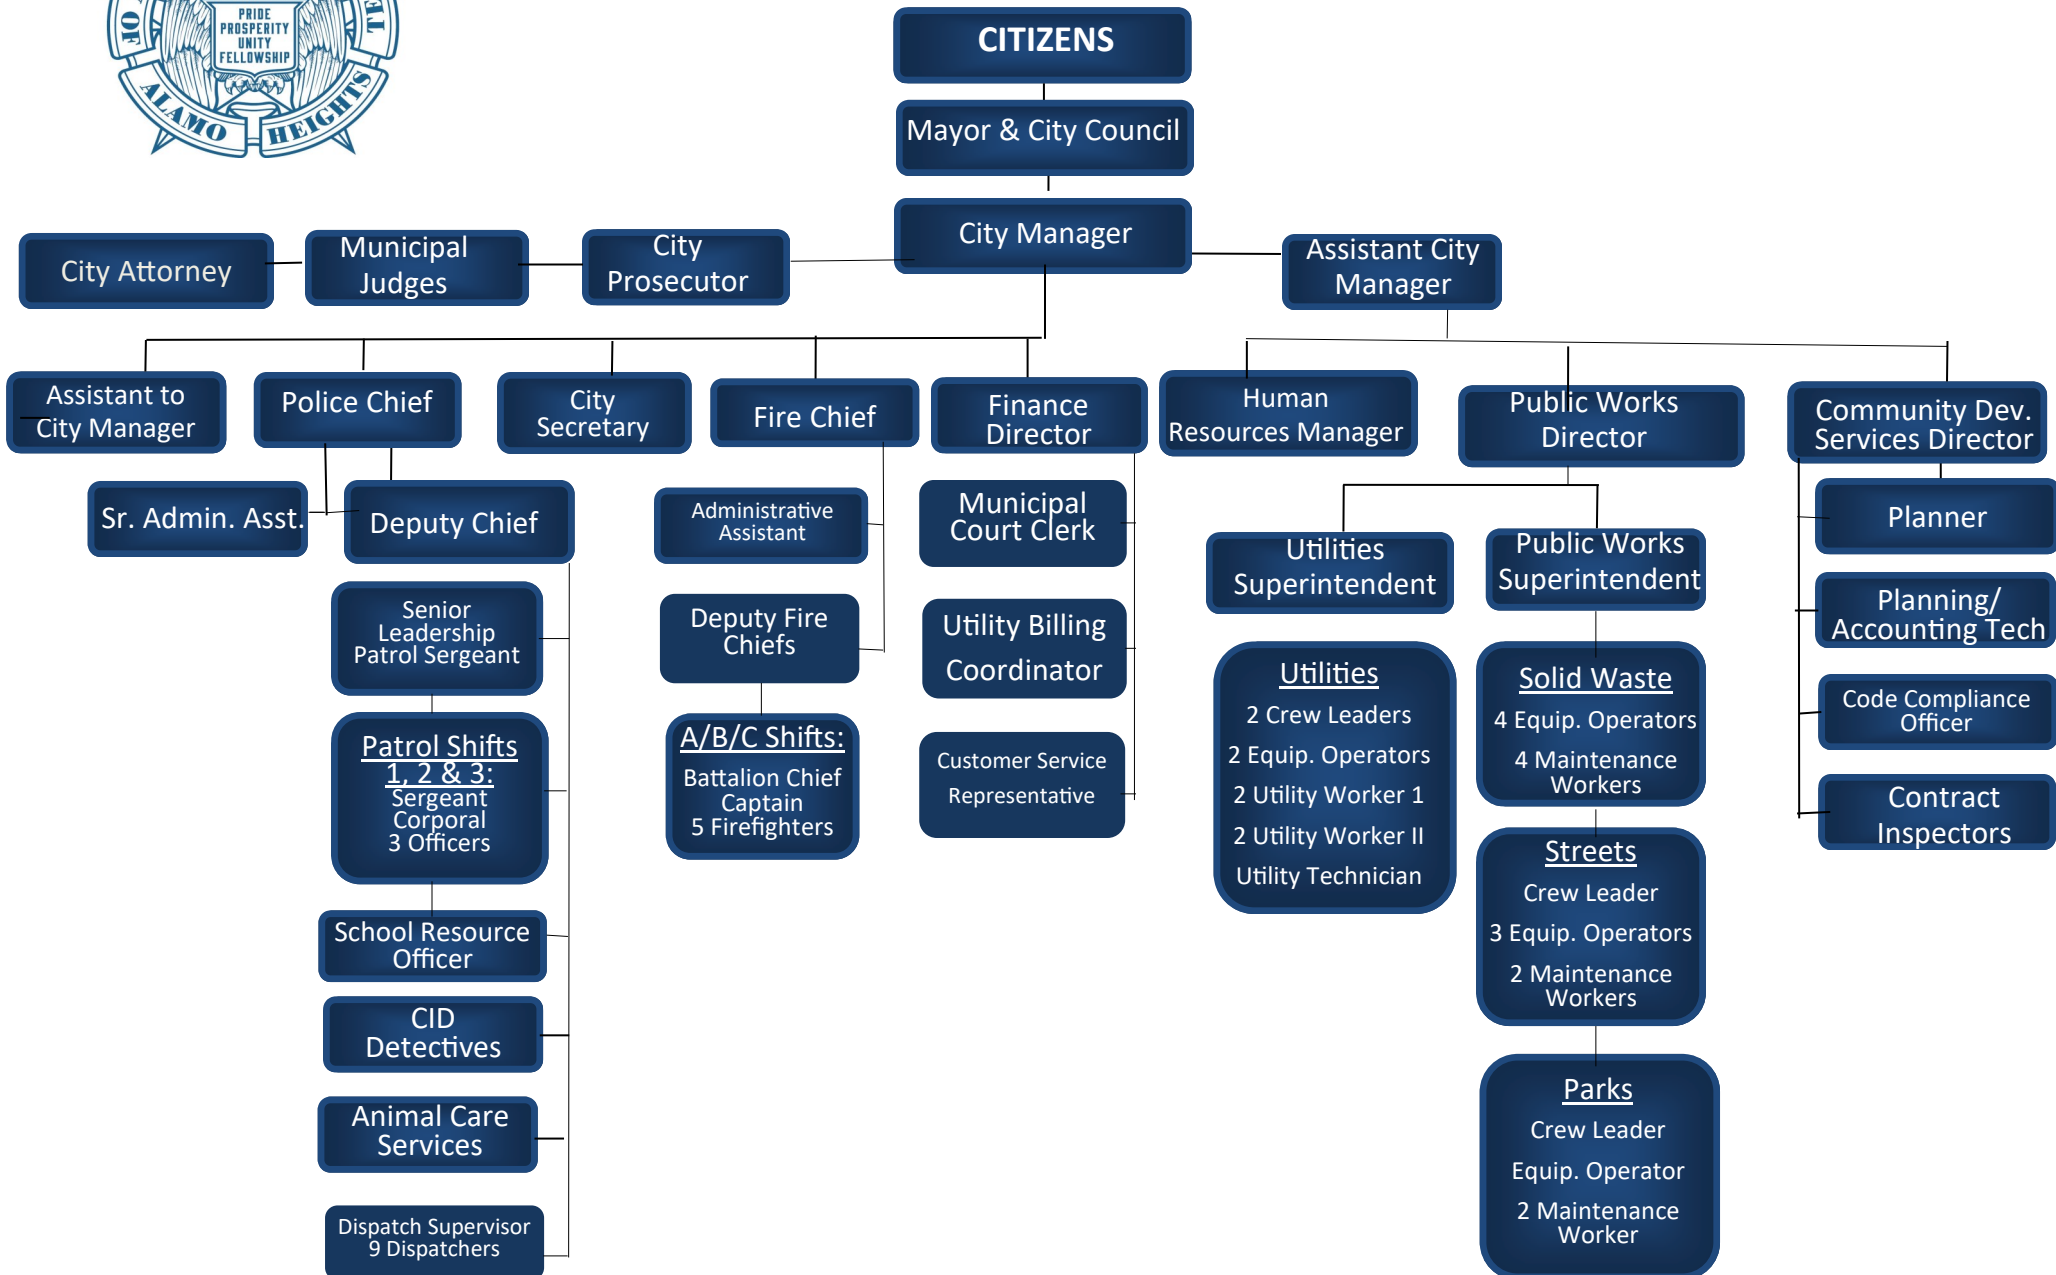 PRIDE
PROSPERITY
UNITY
FELLOWSHIP
ALAMO HEIGHTS
CITIZENS
Mayor & City Council
City Manager
City Attorney
Municipal
Judges
City
Prosecutor
Assistant City
Manager
Assistant to
City Manager
Police Chief
City
Secretary
Fire Chief
Finance
Director
Human
Resources Manager
Public Works
Director
Community Dev.
Services Director
Sr. Admin. Asst.
Deputy Chief
Senior
Leadership
Patrol Sergeant
Patrol Shifts
1, 2 & 3:
Sergeant
Corporal
3 Officers
School Resource
Officer
CID
Detectives
Animal Care
Services
Dispatch Supervisor
9 Dispatchers
Administrative
Assistant
Deputy Fire
Chiefs
A/B/C Shifts:
Battalion Chief
Captain
5 Firefighters
Municipal
Court Clerk
Utility Billing
Coordinator
Customer Service
Representative
Utilities
Superintendent
Utilities
2 Crew Leaders
2 Equip. Operators
2 Utility Worker 1
2 Utility Worker II
Utility Technician
Public Works
Superintendent
Solid Waste
4 Equip. Operators
4 Maintenance
Workers
Streets
Crew Leader
3 Equip. Operators
2 Maintenance
Workers
Parks
Crew Leader
Equip. Operator
2 Maintenance
Worker
Planner
Planning/
Accounting Tech
Code Compliance
Officer
Contract
Inspectors